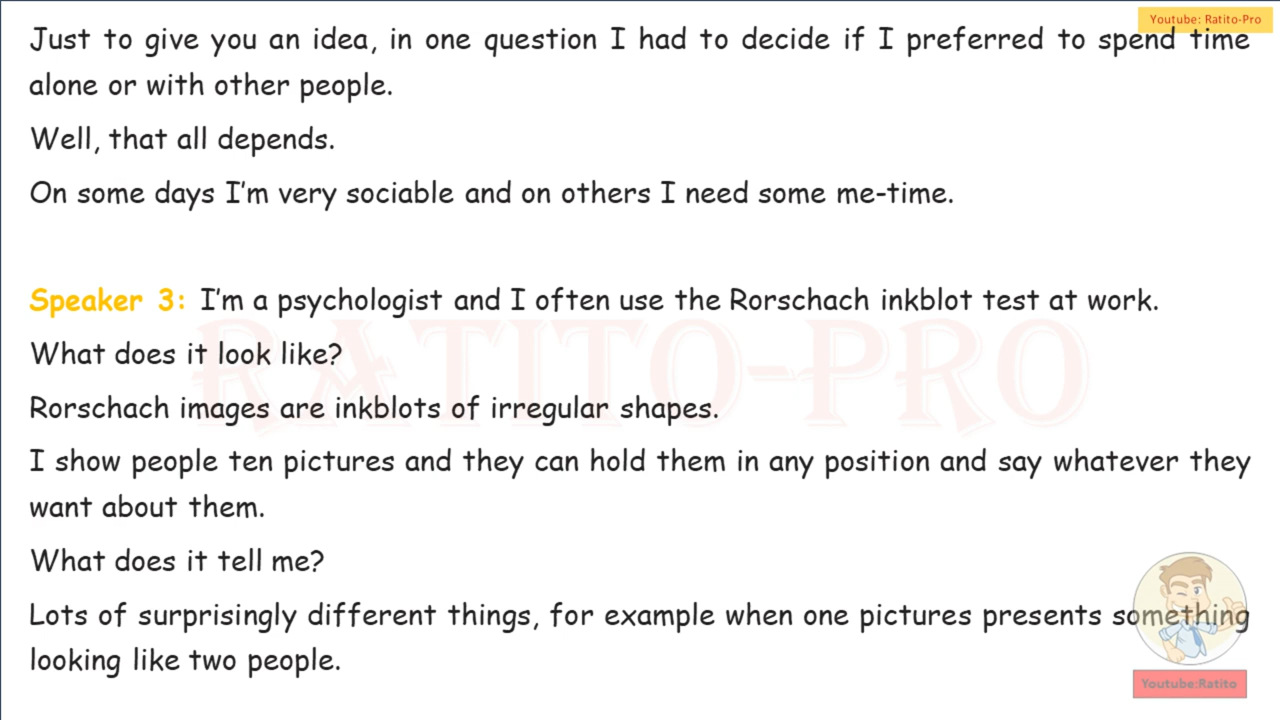 Youtube: Ratito-Pro
Just to give you an idea, in one question I had to decide if I preferred to spend time
alone or with other people.
Well, that all depends.
On some days I'm very sociable and on others I need some me-time.
Speaker 3: I'm a psychologist and I often use the Rorschach inkblot test at work.
RATITO-PRO
What does it look like?
Rorschach images are inkblots of irregular shapes.
I show people ten pictures and they can hold them in any position and say whatever they
want about them.
What does it tell me?
Lots of surprisingly different things, for example when one pictures presents something
looking like two people.
Youtube:Ratito